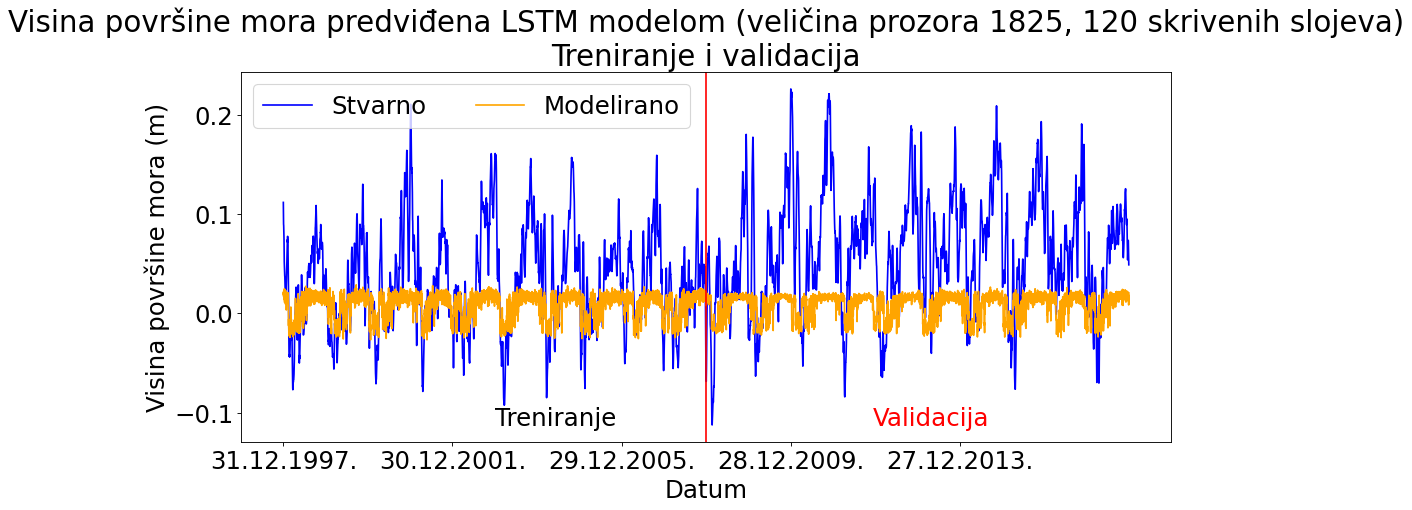 Visina površine mora predviđena LSTM modelom (veličina prozora 1825, 120 skrivenih slojeva)
Treniranje i validacija
Stvarno Modelirano
Visina površine mora (m)
0.2
0.1
0.0
−0.1
Treniranje Validacija
31.12.1997. 30.12.2001. 29.12.2005. 28.12.2009. 27.12.2013.
Datum